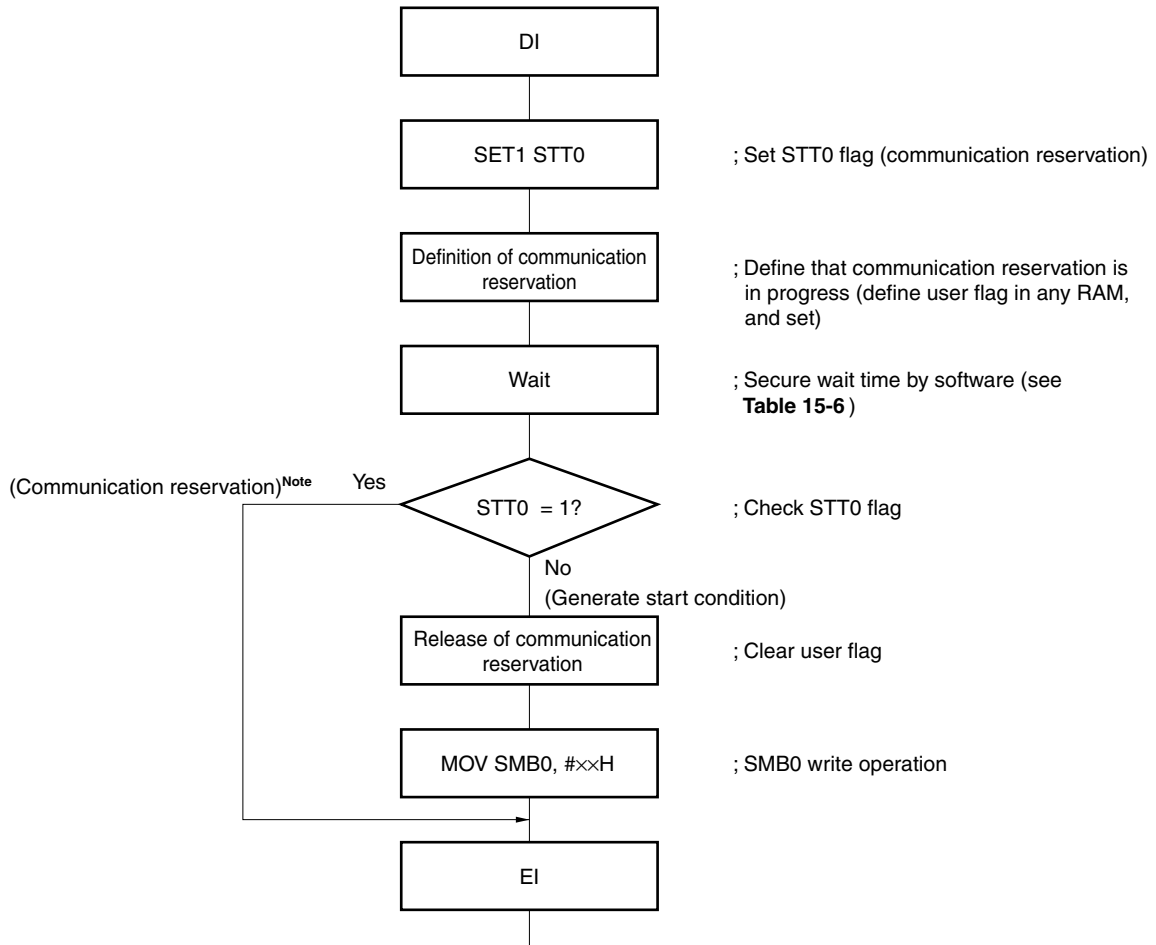 DI
SET1 STT0
; Set STT0 flag (communication reservation)
Definition of communication
reservation
; Define that communication reservation is
in progress (define user flag in any RAM,
and set)
Wait
; Secure wait time by software (see
Table 15-6 )
(Communication reservation)Note
Yes
STT0 = 1?
; Check STT0 flag
No
(Generate start condition)
Release of communication
reservation
; Clear user flag
MOV SMB0, #××H
; SMB0 write operation
EI